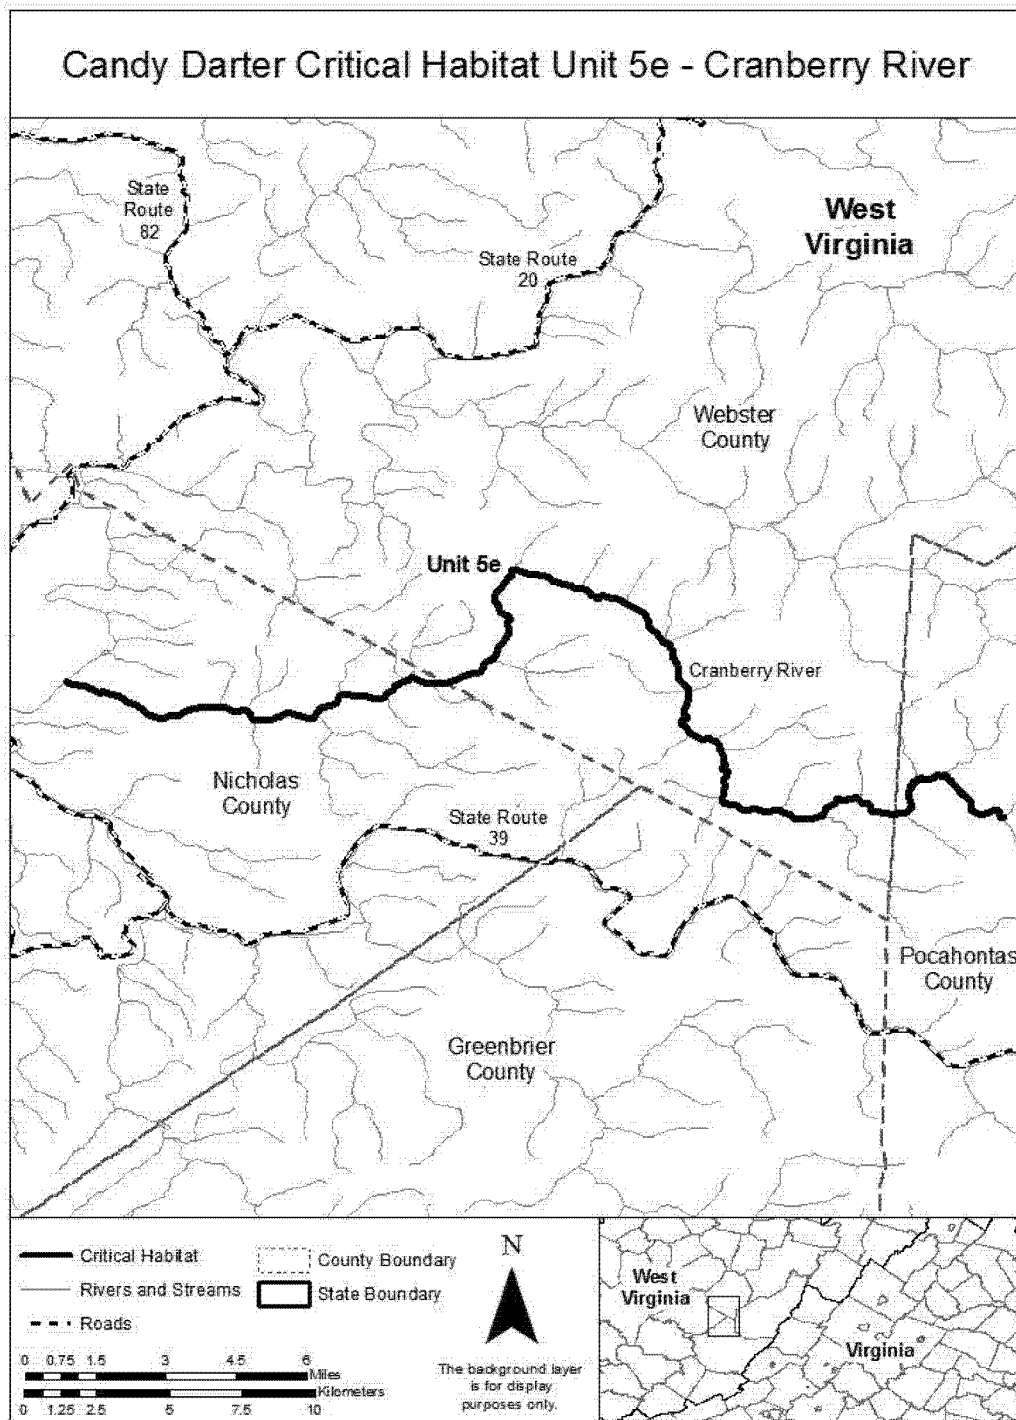 Candy Darter Critical Habitat Unit 5e - Cranberry River
State
Route
82
West
Virginia
State Route
20
Webster
County
Unit 5e
Cranberry River
Nicholas
County
State Route
39
Pocahontas
County
Greenbrier
County
Critical Habitat
County Boundary
Rivers and Streams
State Boundary
Roads
0 0.75 1.5 3 4.5 6
Miles
Kilometers
0 1.25 2.5 5 7.5 10
N
The background layer
is for display
purposes only.
West
Virginia
Virginia